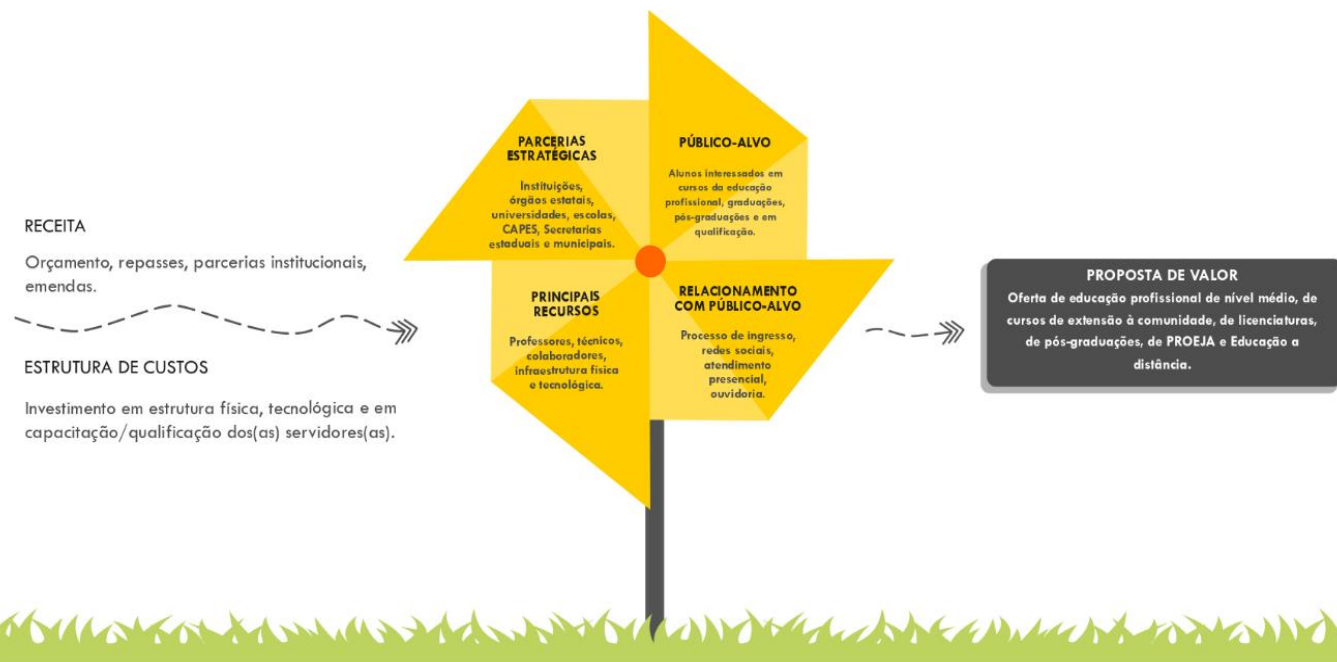 RECEITA
Orçamento, repasses, parcerias institucionais,
emendas.
ESTRUTURA DE CUSTOS
Investimento em estrutura física, tecnológica e em
capacitação/qualificação dos(as) servidores(as).
PARCERIAS
ESTRATÉGICAS
Instituições,
órgãos estatais,
universidades, escolas,
CAPES, Secretarias
estaduais e municipais.
PÚBLICO-ALVO
Alunos interessados em
cursos da educação
profissional, graduações,
pós-graduações e em
qualificação.
PRINCIPAIS
RECURSOS
Professores, técnicos,
colaboradores,
infraestrutura física
e tecnológica.
RELACIONAMENTO
COM PÚBLICO-ALVO
Processo de ingresso,
redes sociais,
atendimento
presencial,
ouvidoria.
PROPOSTA DE VALOR
Oferta de educação profissional de nível médio, de
cursos de extensão à comunidade, de licenciaturas,
de pós-graduações, de PROEJA e Educação a
distância.